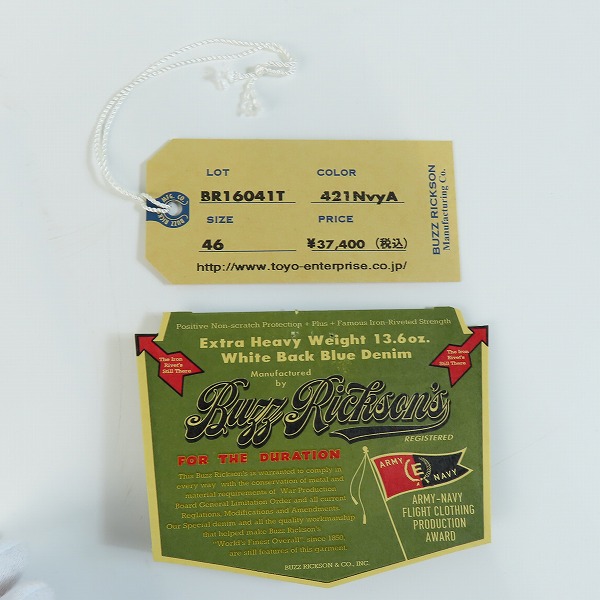 LOT COLOR
BR16041T 421NvyA
SIZE PRICE
46 ¥37,400 (税込)
http://www.toyo-enterprise.co.jp/
BUZZ RICKSON
Manufacturing Co.
Positive Non-scratch Protection + Plus + Famous Iron-Riveted Strength
Extra Heavy Weight 13.6oz.
White Back Blue Denim
Manufactured
by
The Iron
Rivet's
Still There
The Iron
Rivet's
Still There
Buzz Rickson's
REGISTERED
FOR THE DURATION
This Buzz Rickson's is warranted to comply in
every way with the conservation of metal and
material requirements of War Production
Board General Limitation Order and all current
Reglations, Modifications and Amendments.
Our Special denim and all the quality workmanship
that helped make Buzz Rickson's
"World's Finest Overall" since 1850,
are still features of this garment.
ARMY E NAVY
ARMY-NAVY
FLIGHT CLOTHING
PRODUCTION
AWARD
BUZZ RICKSON & CO., INC.